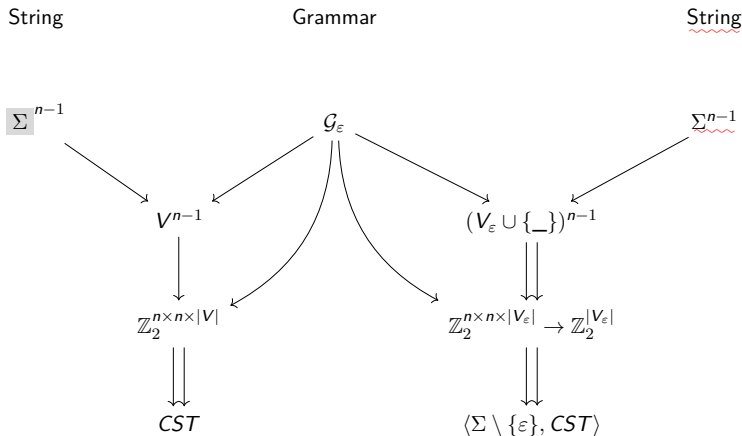 String Grammar String
Σ^{n−1} 𝒢_ε Σ^{n−1}
V^{n−1} (V_ε ∪ {_})^{n−1}
ℤ_2^{n×n×|V|} ℤ_2^{n×n×|V_ε|} → ℤ_2^{|V_ε|}
CST ⟨Σ \ {ε}, CST⟩